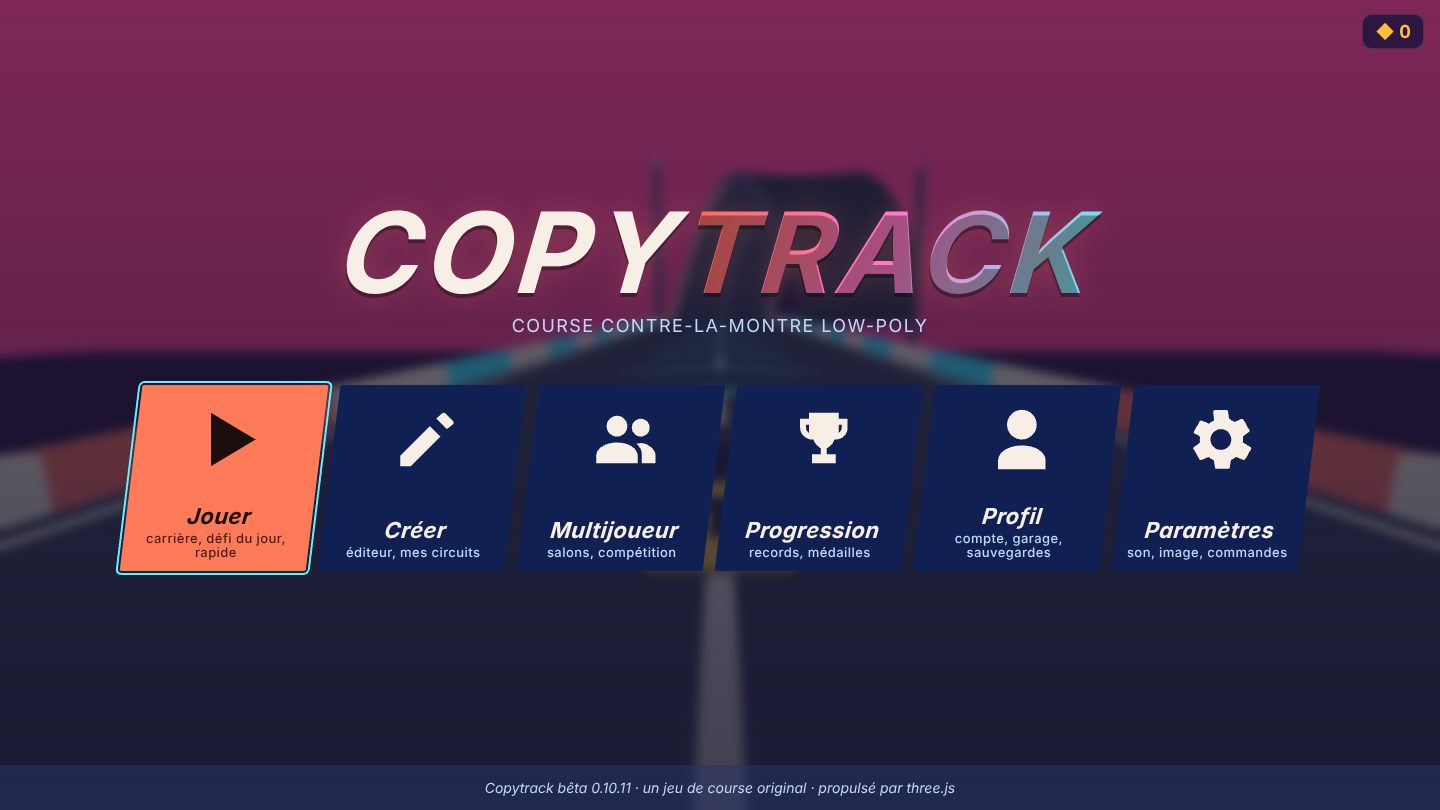 0
COPYTRACK
COURSE CONTRE-LA-MONTRE LOW-POLY
Jouer
carrière, défi du jour,
rapide
Créer
éditeur, mes circuits
Multijoueur
salons, compétition
Progression
records, médailles
Profil
compte, garage,
sauvegardes
Paramètres
son, image, commandes
Copytrack bêta 0.10.11 · un jeu de course original · propulsé par three.js